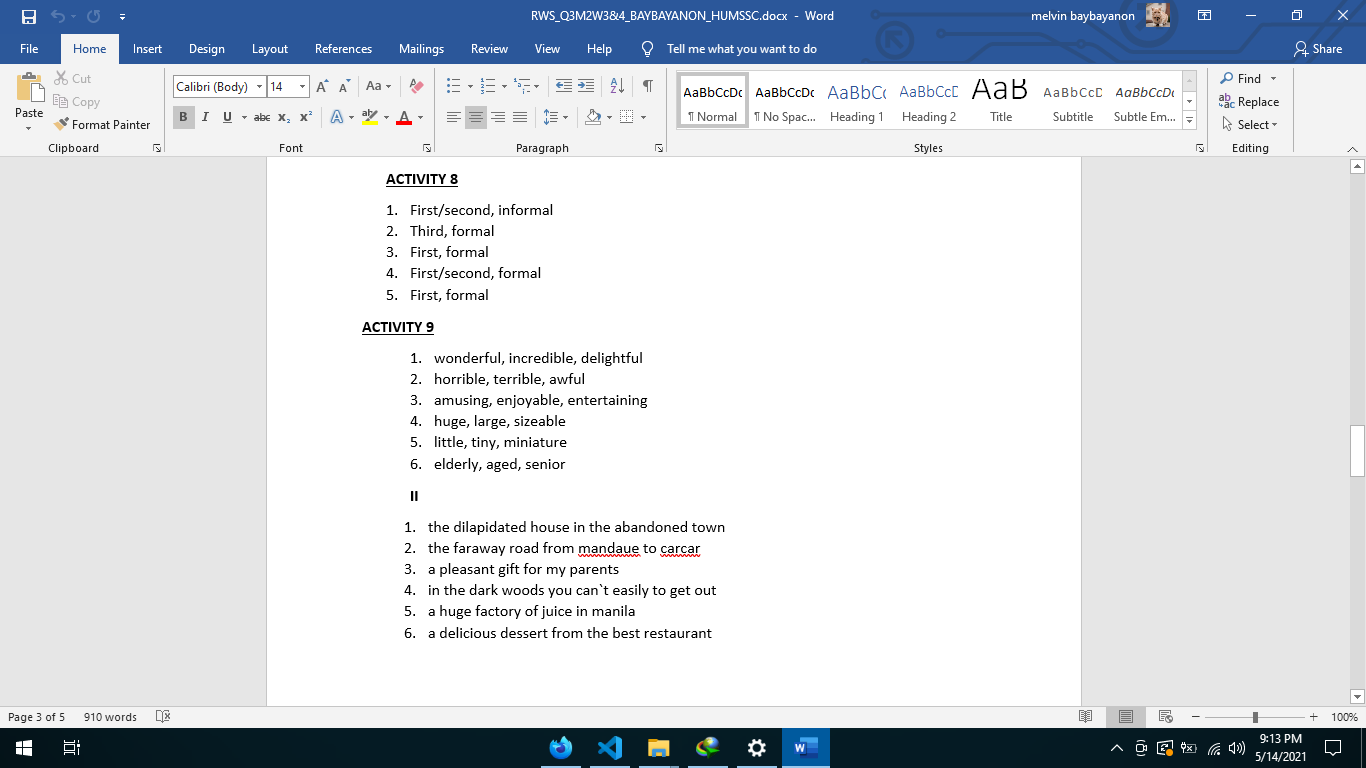 RWS_Q3M2W3&4_BAYBAYANON_HUMSSC.docx - Word
melvin baybayanon
File Home Insert Design Layout References Mailings Review View Help Tell me what you want to do Share
Paste
Cut
Copy
Format Painter
Clipboard
Calibri (Body) 14
Font
Paragraph
AaBbCcDc AaBbCcDc AaBbCc AaBbCcD AaB AaBbCcD AaBbCcDc
¶ Normal ¶ No Spac... Heading 1 Heading 2 Title Subtitle Subtle Em...
Styles
Find
Replace
Select
Editing
ACTIVITY 8
1. First/second, informal
2. Third, formal
3. First, formal
4. First/second, formal
5. First, formal
ACTIVITY 9
1. wonderful, incredible, delightful
2. horrible, terrible, awful
3. amusing, enjoyable, entertaining
4. huge, large, sizeable
5. little, tiny, miniature
6. elderly, aged, senior
II
1. the dilapidated house in the abandoned town
2. the faraway road from mandaue to carcar
3. a pleasant gift for my parents
4. in the dark woods you can`t easily to get out
5. a huge factory of juice in manila
6. a delicious dessert from the best restaurant
Page 3 of 5 910 words 100%
9:13 PM
5/14/2021